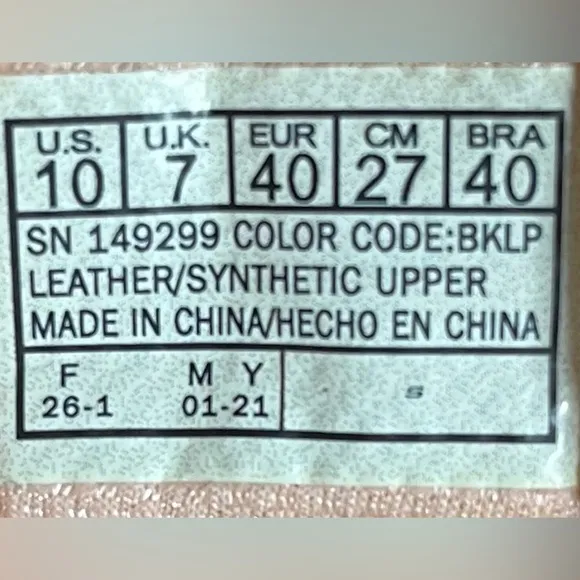 U.S. U.K. EUR CM BRA
10 7 40 27 40
SN 149299 COLOR CODE:BKLP
LEATHER/SYNTHETIC UPPER
MADE IN CHINA/HECHO EN CHINA
F M Y
26-1 01-21 S